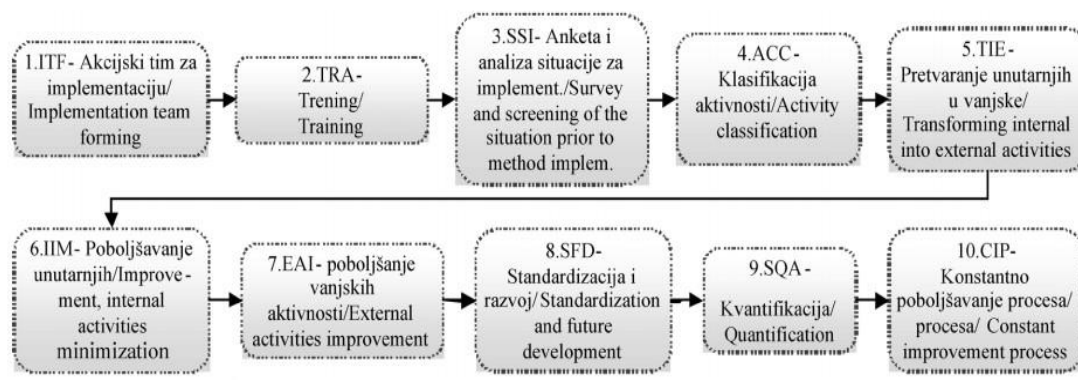 1.ITF- Akcijski tim za
implementaciju/
Implementation team
forming
2.TRA-
Trening/
Training
3.SSI- Anketa i
analiza situacije za
implement./Survey
and screening of the
situation prior to
method implem.
4.ACC-
Klasifikacija
aktivnosti/Activity
classification
5.TIE-
Pretvaranje unutarnjih
u vanjske/
Transforming internal
into external activities
6.IIM- Poboljšavanje
unutarnjih/Improve-
ment, internal
activities
minimization
7.EAI- poboljšanje
vanjskih
aktivnosti/External
activities improvement
8.SFD-
Standardizacija i
razvoj/ Standardization
and future
development
9.SQA-
Kvantifikacija/
Quantification
10.CIP-
Konstantno
poboljšavanje procesa/
procesa/ Constant
improvement process